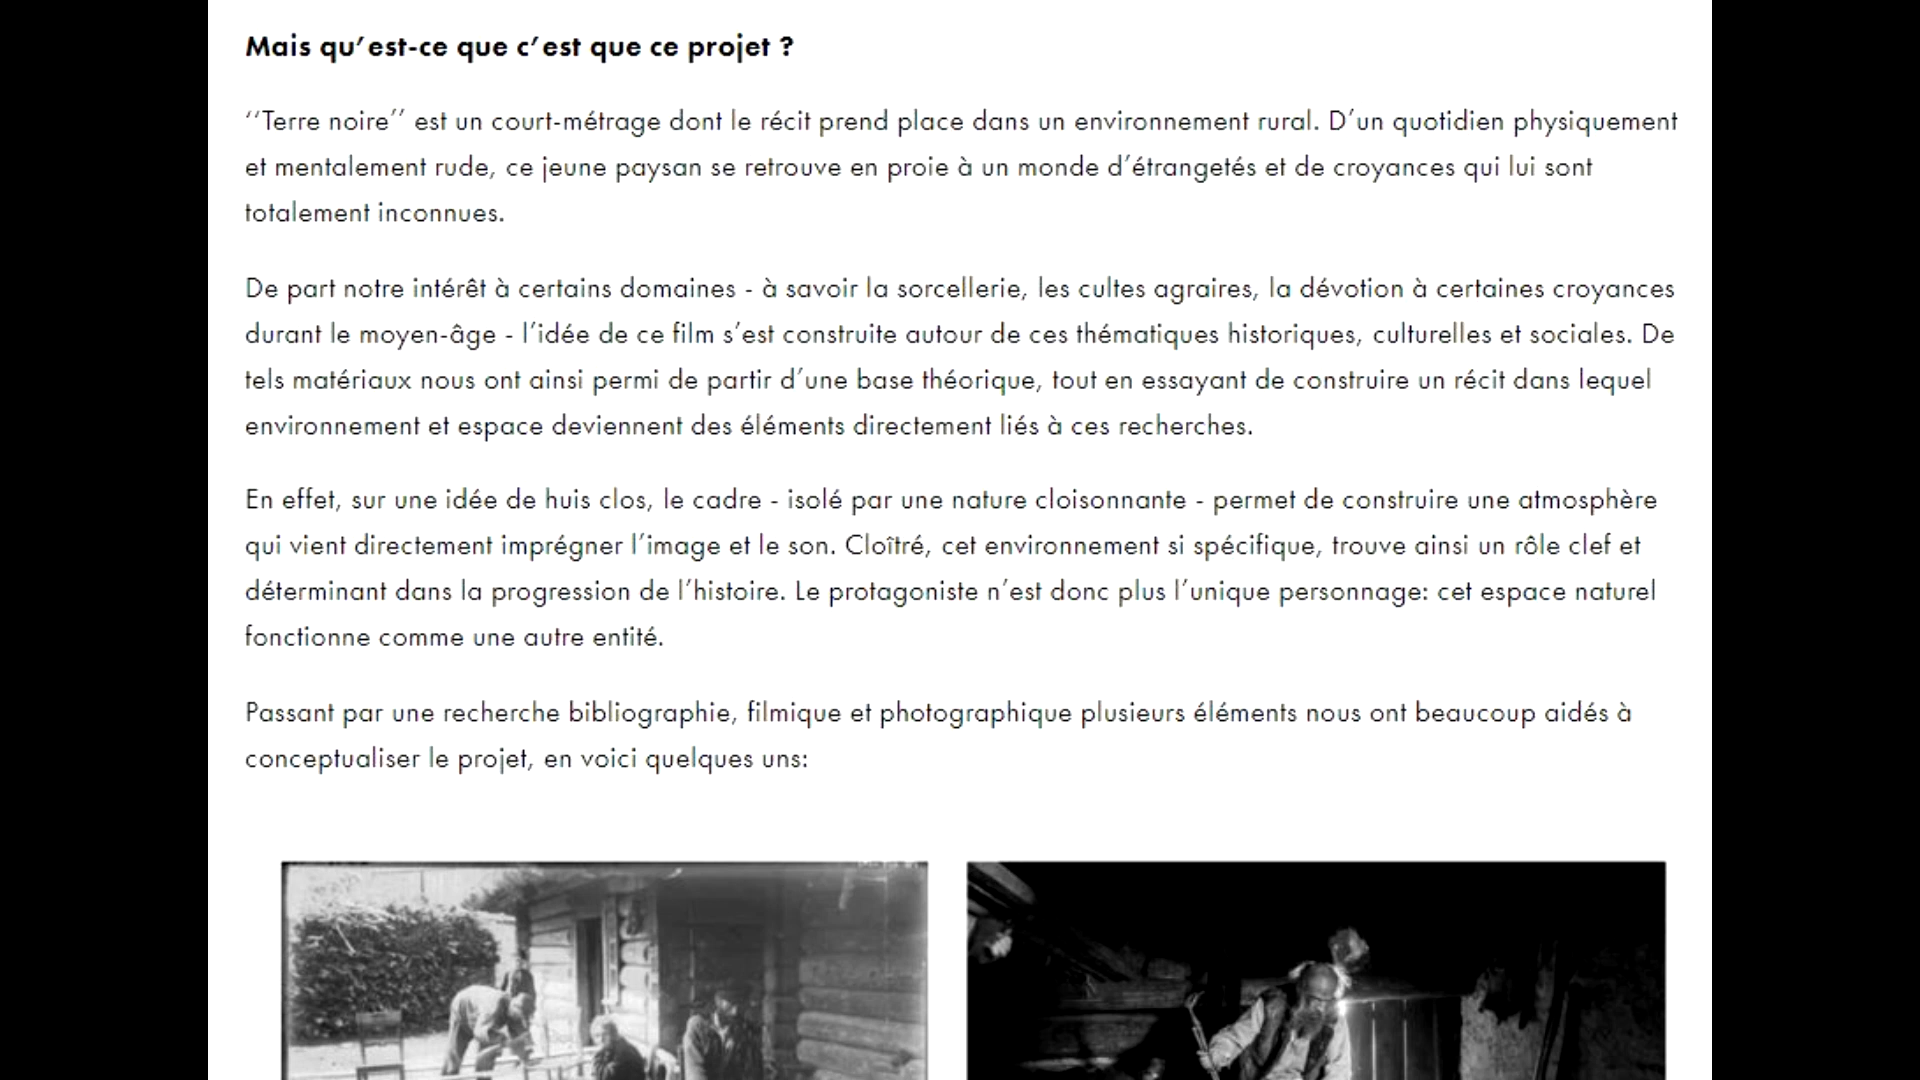 Mais qu’est-ce que c’est que ce projet ?
‘‘Terre noire’’ est un court-métrage dont le récit prend place dans un environnement rural. D’un quotidien physiquement
et mentalement rude, ce jeune paysan se retrouve en proie à un monde d’étrangetés et de croyances qui lui sont
totalement inconnues.
De part notre intérêt à certains domaines - à savoir la sorcellerie, les cultes agraires, la dévotion à certaines croyances
durant le moyen-âge - l’idée de ce film s’est construite autour de ces thématiques historiques, culturelles et sociales. De
tels matériaux nous ont ainsi permi de partir d’une base théorique, tout en essayant de construire un récit dans lequel
environnement et espace deviennent des éléments directement liés à ces recherches.
En effet, sur une idée de huis clos, le cadre - isolé par une nature cloisonnante - permet de construire une atmosphère
qui vient directement imprégner l’image et le son. Cloîtré, cet environnement si spécifique, trouve ainsi un rôle clef et
déterminant dans la progression de l’histoire. Le protagoniste n’est donc plus l’unique personnage: cet espace naturel
fonctionne comme une autre entité.
Passant par une recherche bibliographie, filmique et photographique plusieurs éléments nous ont beaucoup aidés à
conceptualiser le projet, en voici quelques uns: